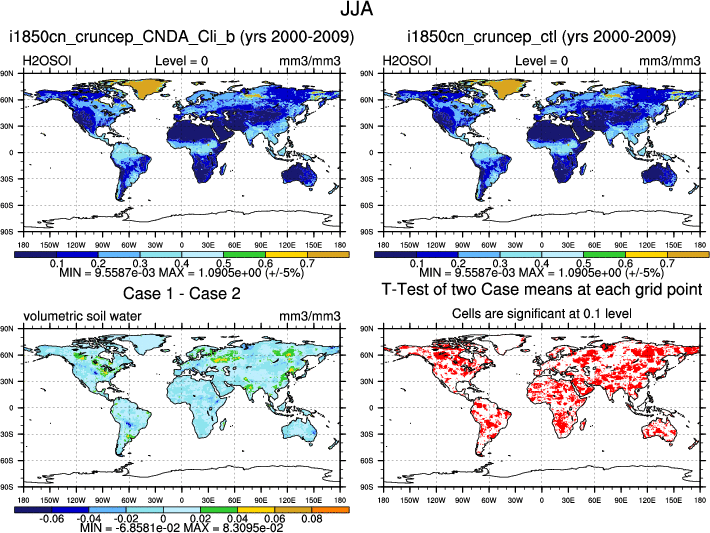 JJA
i1850cn_cruncep_CNDA_Cli_b (yrs 2000-2009)
H2OSOI Level = 0 mm3/mm3
90N
60N
30N
0
30S
60S
90S
180 150W 120W 90W 60W 30W 0 30E 60E 90E 120E 150E 180
0.1 0.2 0.3 0.4 0.5 0.6 0.7
MIN = 9.5587e-03 MAX = 1.0905e+00 (+/-5%)
i1850cn_cruncep_ctl (yrs 2000-2009)
H2OSOI Level = 0 mm3/mm3
90N
60N
30N
0
30S
60S
90S
180 150W 120W 90W 60W 30W 0 30E 60E 90E 120E 150E 180
0.1 0.2 0.3 0.4 0.5 0.6 0.7
MIN = 9.5587e-03 MAX = 1.0905e+00 (+/-5%)
Case 1 - Case 2
volumetric soil water mm3/mm3
90N
60N
30N
0
30S
60S
90S
180 150W 120W 90W 60W 30W 0 30E 60E 90E 120E 150E 180
-0.06 -0.04 -0.02 0 0.02 0.04 0.06 0.08
MIN = -6.8581e-02 MAX = 8.3095e-02
T-Test of two Case means at each grid point
Cells are significant at 0.1 level
90N
60N
30N
0
30S
60S
90S
180 150W 120W 90W 60W 30W 0 30E 60E 90E 120E 150E 180